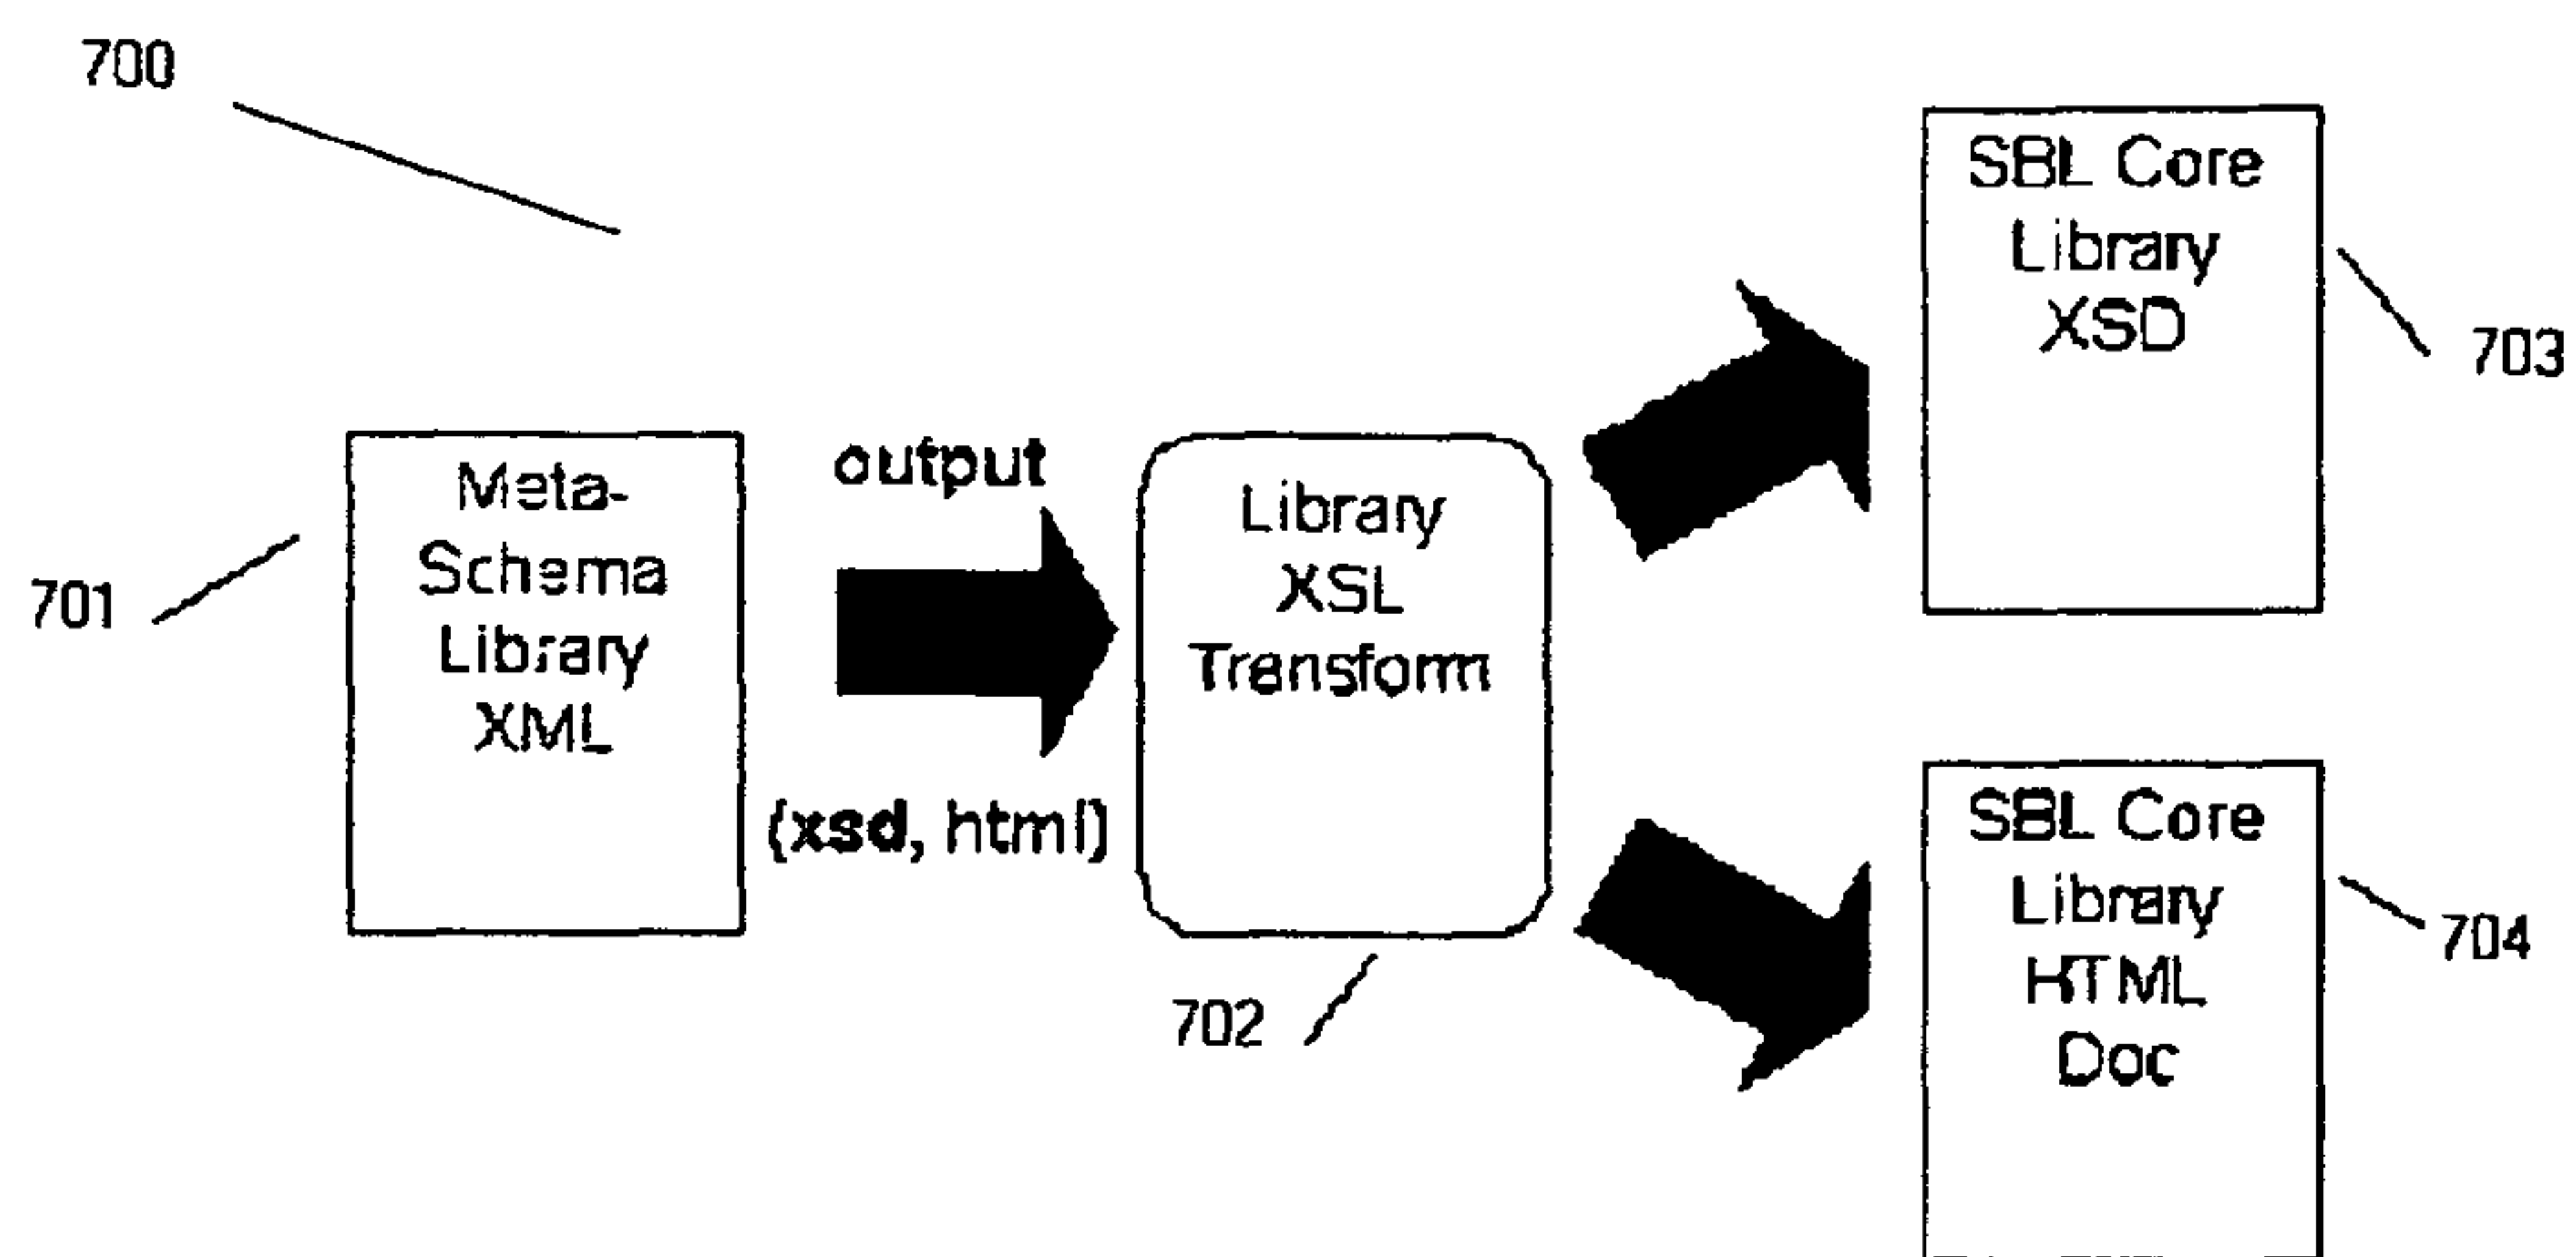 700
701
Meta-
Schema
Library
XML
output
(xsd, html)
Library
XSL
Transform
702
SBL Core
Library
XSD
703
SBL Core
Library
HTML
Doc
704